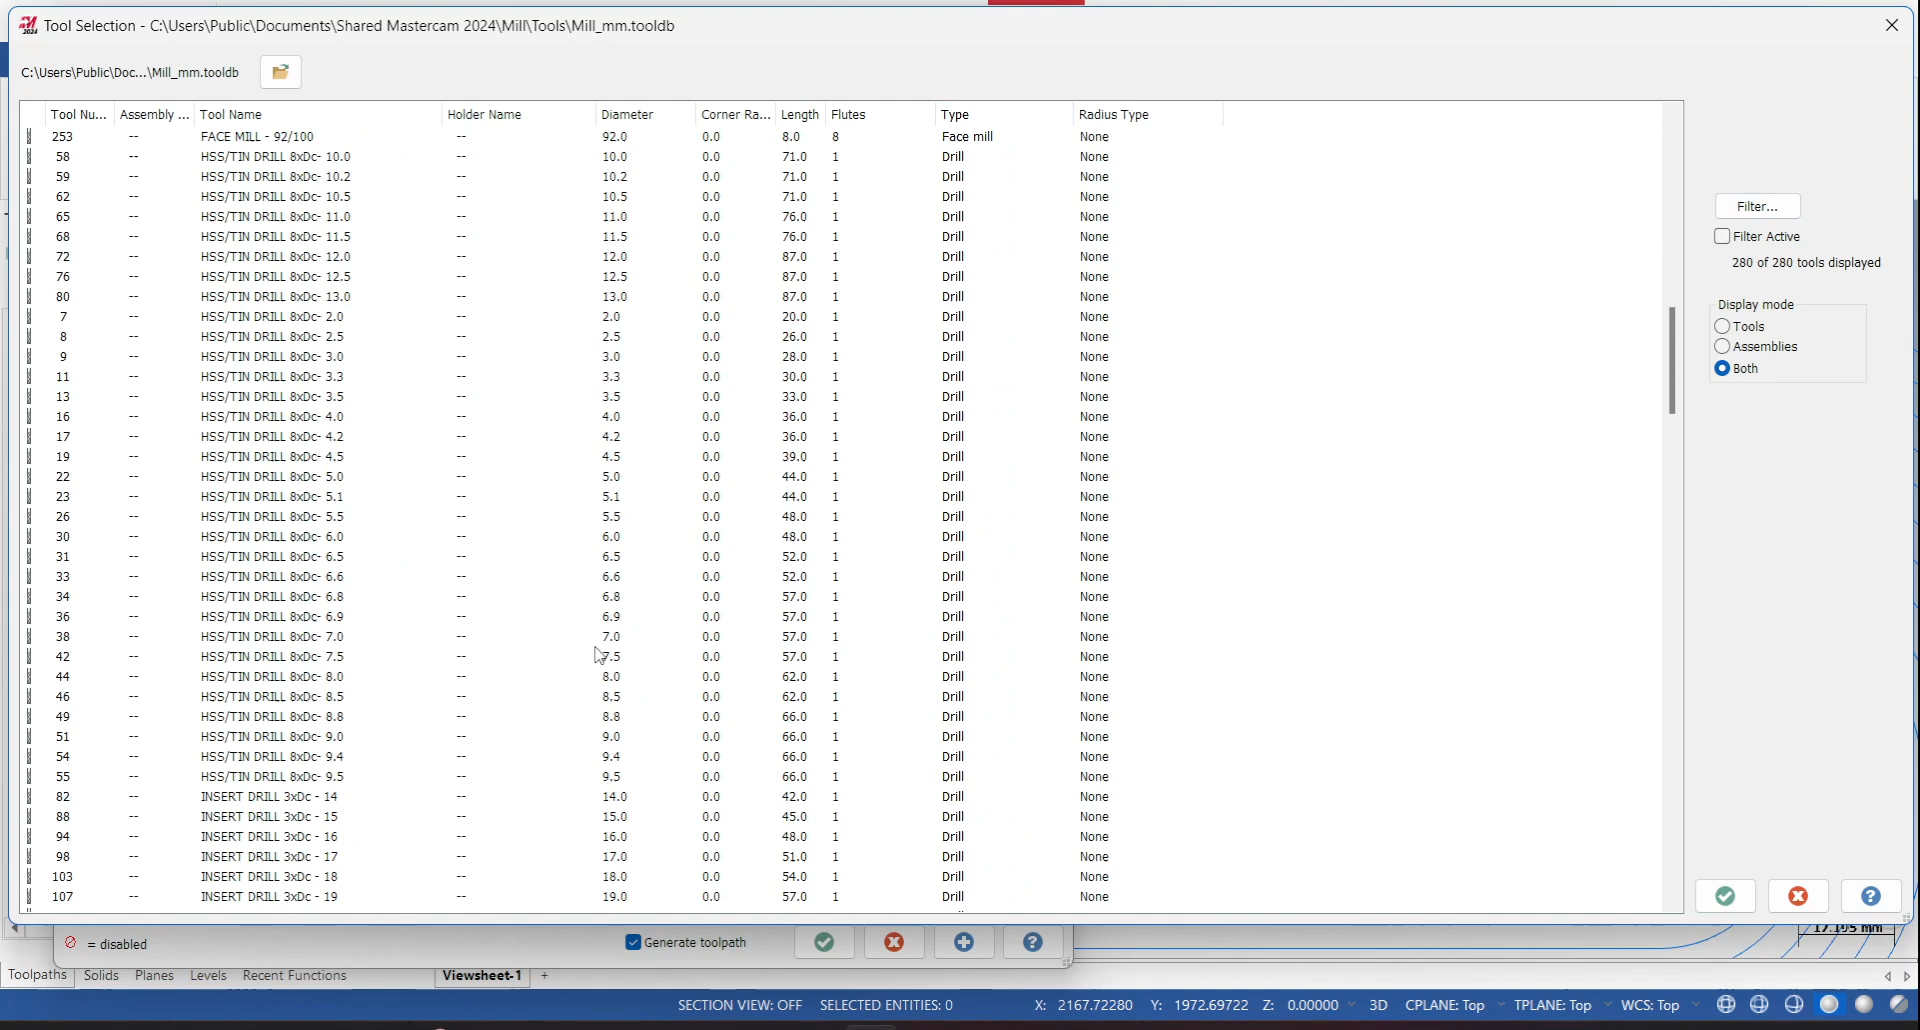 Tool Selection - C:\Users\Public\Documents\Shared Mastercam 2024\Mill\Tools\Mill_mm.tooldb
C:\Users\Public\Doc...\Mill_mm.tooldb
Tool Nu... Assembly ... Tool Name Holder Name Diameter Corner Ra... Length Flutes Type Radius Type
253 -- FACE MILL - 92/100 -- 92.0 0.0 8.0 8 Face mill None
58 -- HSS/TIN DRILL 8xDc- 10.0 -- 10.0 0.0 71.0 1 Drill None
59 -- HSS/TIN DRILL 8xDc- 10.2 -- 10.2 0.0 71.0 1 Drill None
62 -- HSS/TIN DRILL 8xDc- 10.5 -- 10.5 0.0 71.0 1 Drill None
65 -- HSS/TIN DRILL 8xDc- 11.0 -- 11.0 0.0 76.0 1 Drill None
68 -- HSS/TIN DRILL 8xDc- 11.5 -- 11.5 0.0 76.0 1 Drill None
72 -- HSS/TIN DRILL 8xDc- 12.0 -- 12.0 0.0 87.0 1 Drill None
76 -- HSS/TIN DRILL 8xDc- 12.5 -- 12.5 0.0 87.0 1 Drill None
80 -- HSS/TIN DRILL 8xDc- 13.0 -- 13.0 0.0 87.0 1 Drill None
7 -- HSS/TIN DRILL 8xDc- 2.0 -- 2.0 0.0 20.0 1 Drill None
8 -- HSS/TIN DRILL 8xDc- 2.5 -- 2.5 0.0 26.0 1 Drill None
9 -- HSS/TIN DRILL 8xDc- 3.0 -- 3.0 0.0 28.0 1 Drill None
11 -- HSS/TIN DRILL 8xDc- 3.3 -- 3.3 0.0 30.0 1 Drill None
13 -- HSS/TIN DRILL 8xDc- 3.5 -- 3.5 0.0 33.0 1 Drill None
16 -- HSS/TIN DRILL 8xDc- 4.0 -- 4.0 0.0 36.0 1 Drill None
17 -- HSS/TIN DRILL 8xDc- 4.2 -- 4.2 0.0 36.0 1 Drill None
19 -- HSS/TIN DRILL 8xDc- 4.5 -- 4.5 0.0 39.0 1 Drill None
22 -- HSS/TIN DRILL 8xDc- 5.0 -- 5.0 0.0 44.0 1 Drill None
23 -- HSS/TIN DRILL 8xDc- 5.1 -- 5.1 0.0 44.0 1 Drill None
26 -- HSS/TIN DRILL 8xDc- 5.5 -- 5.5 0.0 48.0 1 Drill None
30 -- HSS/TIN DRILL 8xDc- 6.0 -- 6.0 0.0 48.0 1 Drill None
31 -- HSS/TIN DRILL 8xDc- 6.5 -- 6.5 0.0 52.0 1 Drill None
33 -- HSS/TIN DRILL 8xDc- 6.6 -- 6.6 0.0 52.0 1 Drill None
34 -- HSS/TIN DRILL 8xDc- 6.8 -- 6.8 0.0 57.0 1 Drill None
36 -- HSS/TIN DRILL 8xDc- 6.9 -- 6.9 0.0 57.0 1 Drill None
38 -- HSS/TIN DRILL 8xDc- 7.0 -- 7.0 0.0 57.0 1 Drill None
42 -- HSS/TIN DRILL 8xDc- 7.5 -- 7.5 0.0 57.0 1 Drill None
44 -- HSS/TIN DRILL 8xDc- 8.0 -- 8.0 0.0 62.0 1 Drill None
46 -- HSS/TIN DRILL 8xDc- 8.5 -- 8.5 0.0 62.0 1 Drill None
49 -- HSS/TIN DRILL 8xDc- 8.8 -- 8.8 0.0 66.0 1 Drill None
51 -- HSS/TIN DRILL 8xDc- 9.0 -- 9.0 0.0 66.0 1 Drill None
54 -- HSS/TIN DRILL 8xDc- 9.4 -- 9.4 0.0 66.0 1 Drill None
55 -- HSS/TIN DRILL 8xDc- 9.5 -- 9.5 0.0 66.0 1 Drill None
82 -- INSERT DRILL 3xDc - 14 -- 14.0 0.0 42.0 1 Drill None
88 -- INSERT DRILL 3xDc - 15 -- 15.0 0.0 45.0 1 Drill None
94 -- INSERT DRILL 3xDc - 16 -- 16.0 0.0 48.0 1 Drill None
98 -- INSERT DRILL 3xDc - 17 -- 17.0 0.0 51.0 1 Drill None
103 -- INSERT DRILL 3xDc - 18 -- 18.0 0.0 54.0 1 Drill None
107 -- INSERT DRILL 3xDc - 19 -- 19.0 0.0 57.0 1 Drill None
Filter...
Filter Active
280 of 280 tools displayed
Display mode
Tools
Assemblies
Both
= disabled
Generate toolpath
Toolpaths Solids Planes Levels Recent Functions Viewsheet-1 +
SECTION VIEW: OFF SELECTED ENTITIES: 0 X: 2167.72280 Y: 1972.69722 Z: 0.00000 3D CPLANE: Top TPLANE: Top WCS: Top